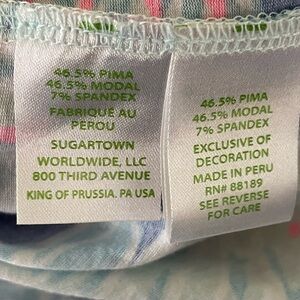 46.5% PIMA
46.5% MODAL
7% SPANDEX
FABRIQUÉ AU
PEROU
SUGARTOWN
WORLDWIDE, LLC
800 THIRD AVENUE
KING OF PRUSSIA, PA USA
46.5% PIMA
46.5% MODAL
7% SPANDEX
EXCLUSIVE OF
DECORATION
MADE IN PERU
RN# 88189
SEE REVERSE
FOR CARE